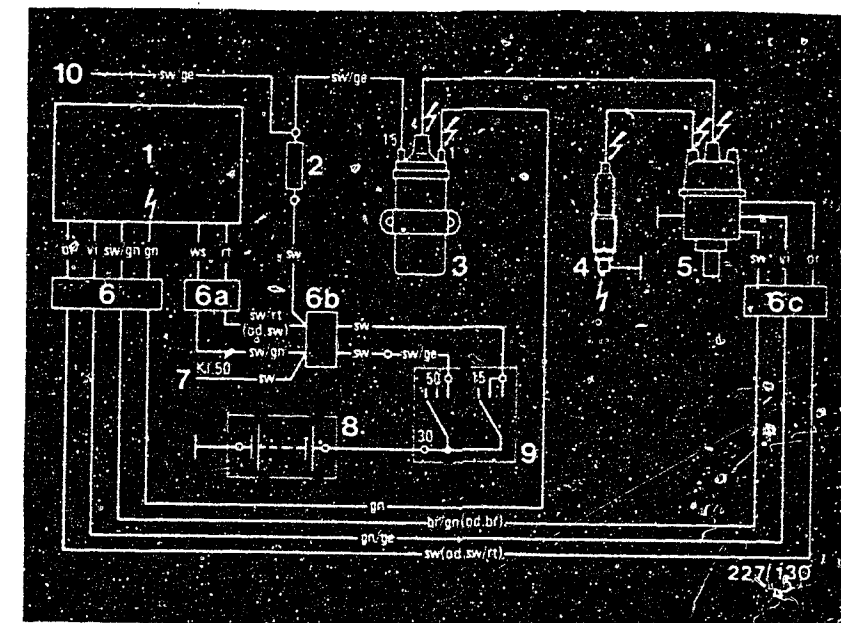 10 sw/ge sw/ge
15 1
1 2 3 4 5
vi sw/gn gn ws rt sw sw vi or
6 6a 6b 6c
sw/rt
(od.sw) sw
sw/gn sw sw/ge
7 Kl.50 sw
50 15
8 30 9
gn
br/gn(od.br)
gn/ge
sw(od.sw/rt)
227/130